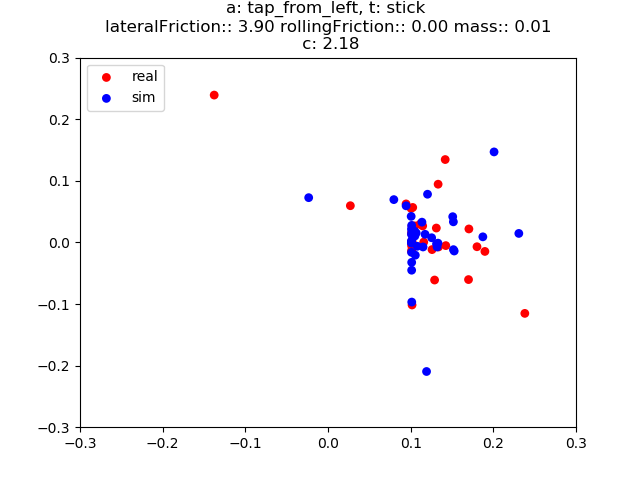 a: tap_from_left, t: stick
lateralFriction:: 3.90 rollingFriction:: 0.00 mass:: 0.01
c: 2.18
real
sim
0.3
0.2
0.1
0.0
−0.1
−0.2
−0.3
−0.3
−0.2
−0.1
0.0
0.1
0.2
0.3